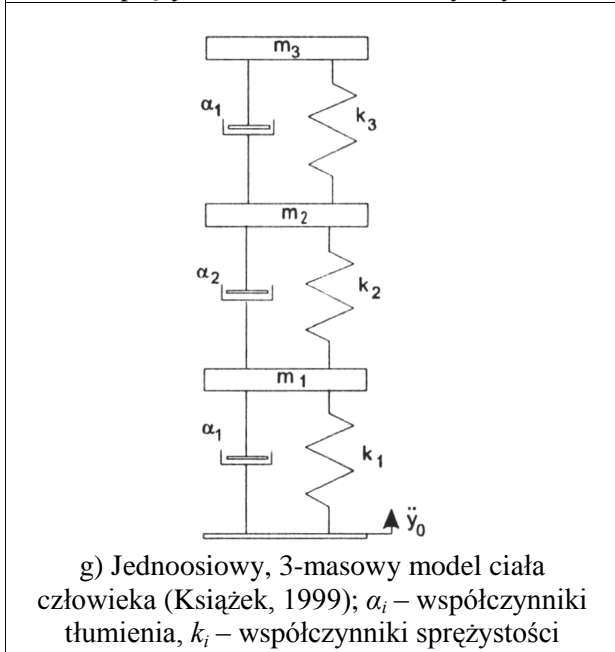 m3
α1
k3
m2
α2
k2
m1
α1
k1
ÿ0
g) Jednoosiowy, 3-masowy model ciała
człowieka (Książek, 1999); αi – współczynniki
tłumienia, ki – współczynniki sprężystości